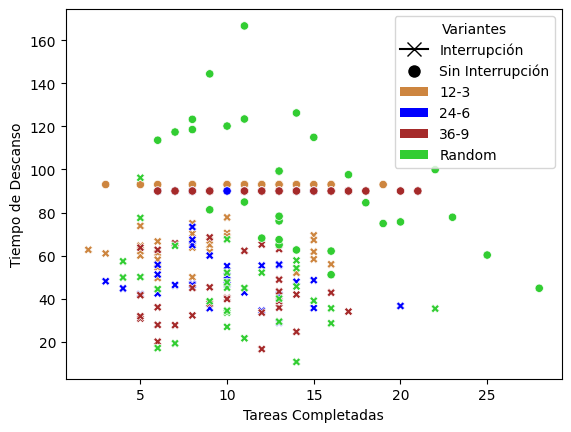 Variantes
Interrupción
Sin Interrupción
12-3
24-6
36-9
Random
Tiempo de Descanso
160
140
120
100
80
60
40
20
5
10
15
20
25
Tareas Completadas